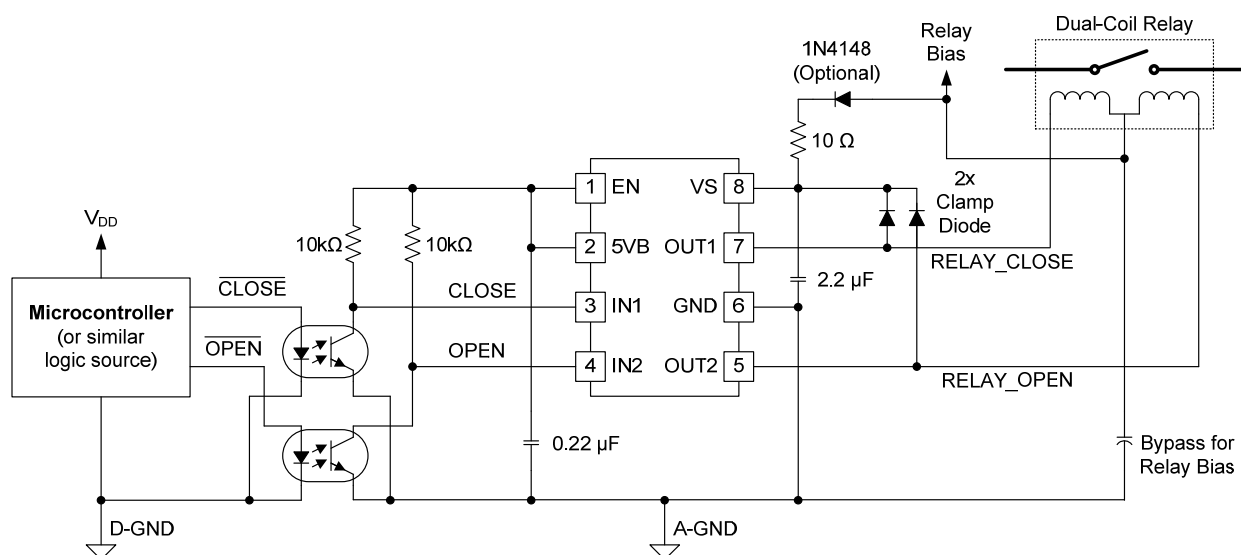 Dual-Coil Relay
Relay
Bias
1N4148
(Optional)
10 Ω
1 EN
VS 8
2x
Clamp
Diode
V_DD
10kΩ
10kΩ
2 5VB
OUT1 7
RELAY_CLOSE
CLOSE
CLOSE
3 IN1
GND 6
2.2 µF
Microcontroller
(or similar
logic source)
OPEN
OPEN
4 IN2
OUT2 5
RELAY_OPEN
0.22 µF
Bypass for
Relay Bias
D-GND
A-GND